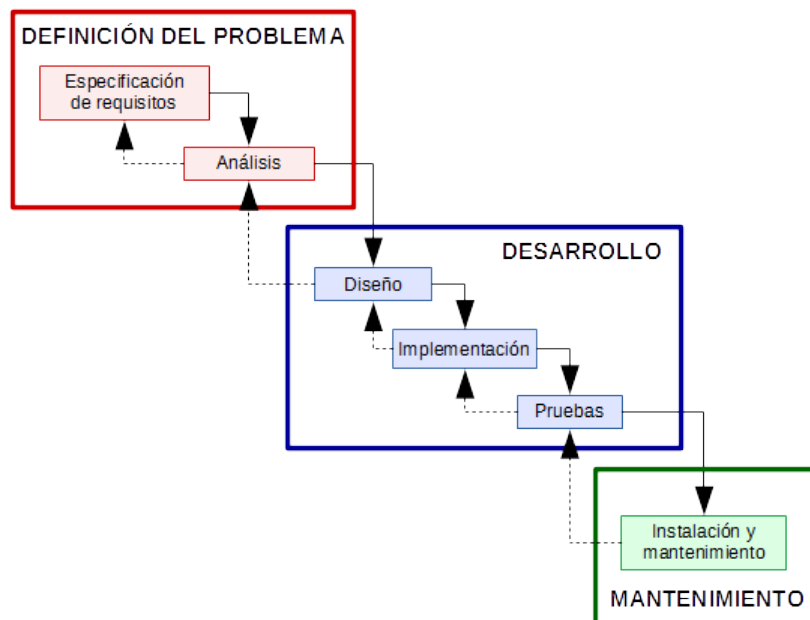 DEFINICIÓN DEL PROBLEMA
Especificación
de requisitos
Análisis
DESARROLLO
Diseño
Implementación
Pruebas
Instalación y
mantenimiento
MANTENIMIENTO